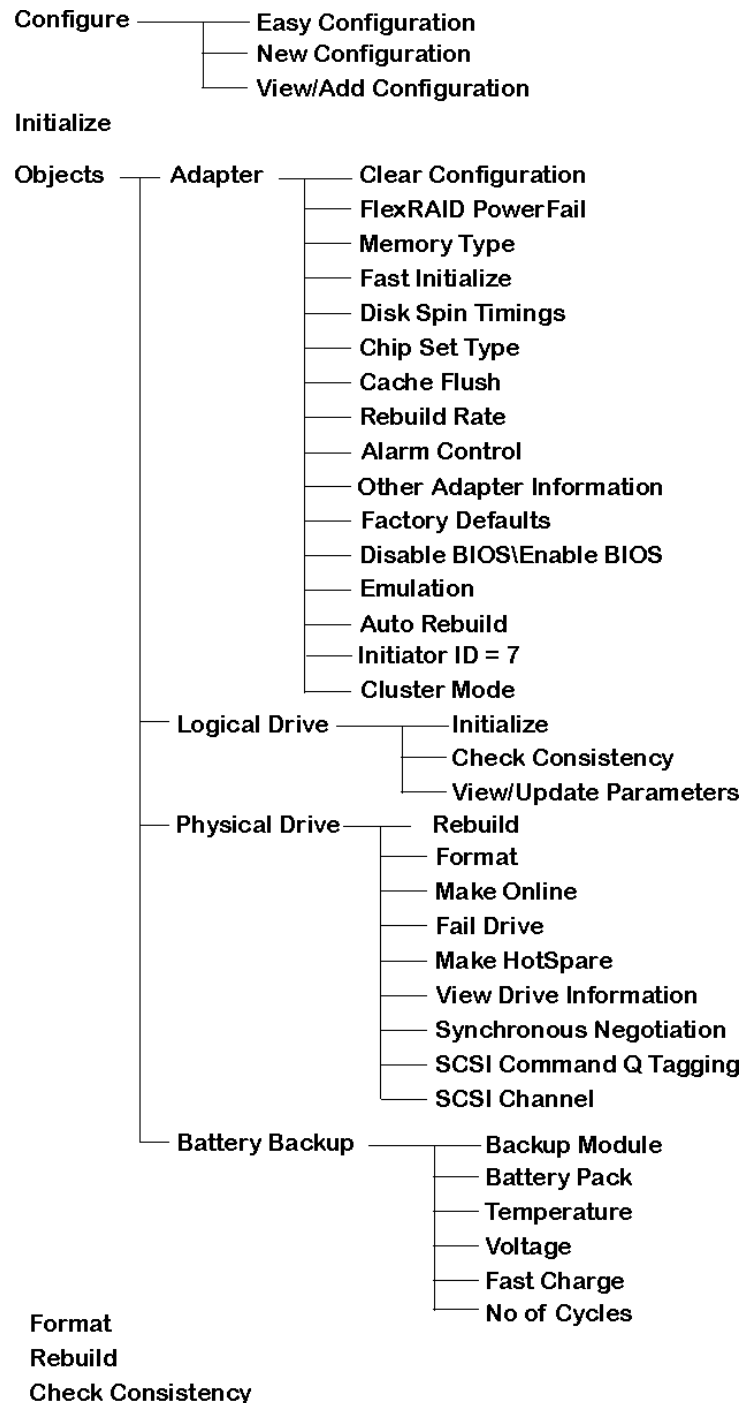 Configure
Easy Configuration
New Configuration
View/Add Configuration
Initialize
Objects
Adapter
Clear Configuration
FlexRAID PowerFail
Memory Type
Fast Initialize
Disk Spin Timings
Chip Set Type
Cache Flush
Rebuild Rate
Alarm Control
Other Adapter Information
Factory Defaults
Disable BIOS\Enable BIOS
Emulation
Auto Rebuild
Initiator ID = 7
Cluster Mode
Logical Drive
Initialize
Check Consistency
View/Update Parameters
Physical Drive
Rebuild
Format
Make Online
Fail Drive
Make HotSpare
View Drive Information
Synchronous Negotiation
SCSI Command Q Tagging
SCSI Channel
Battery Backup
Backup Module
Battery Pack
Temperature
Voltage
Fast Charge
No of Cycles
Format
Rebuild
Check Consistency